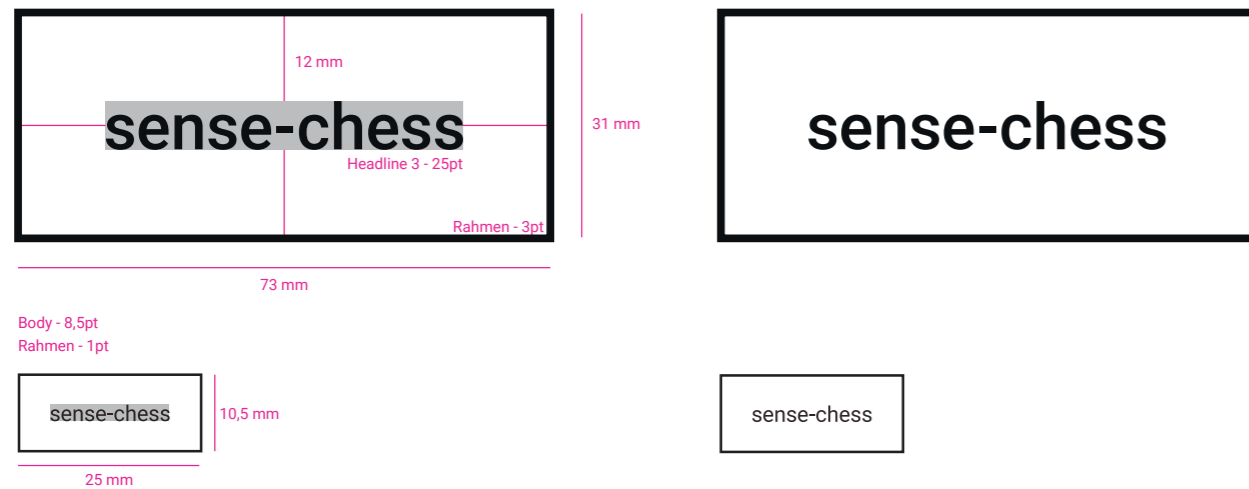 12 mm
sense-chess
31 mm
Headline 3 - 25pt
Rahmen - 3pt
73 mm
sense-chess
Body - 8,5pt
Rahmen - 1pt
sense-chess
10,5 mm
25 mm
sense-chess